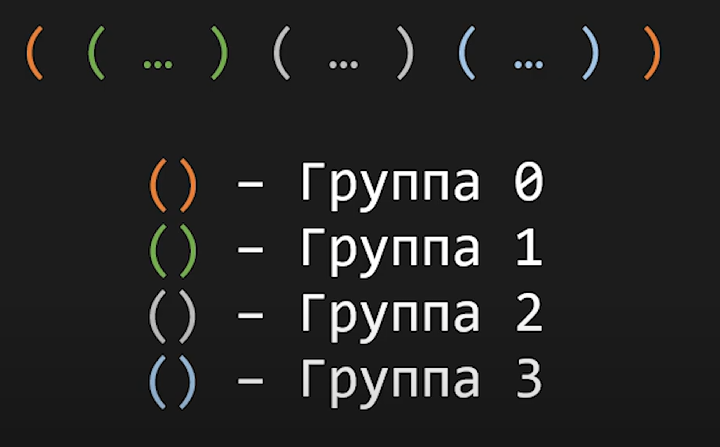 ( ( … ) ( … ) ( … ) )
() – Группа 0
() – Группа 1
() – Группа 2
() – Группа 3